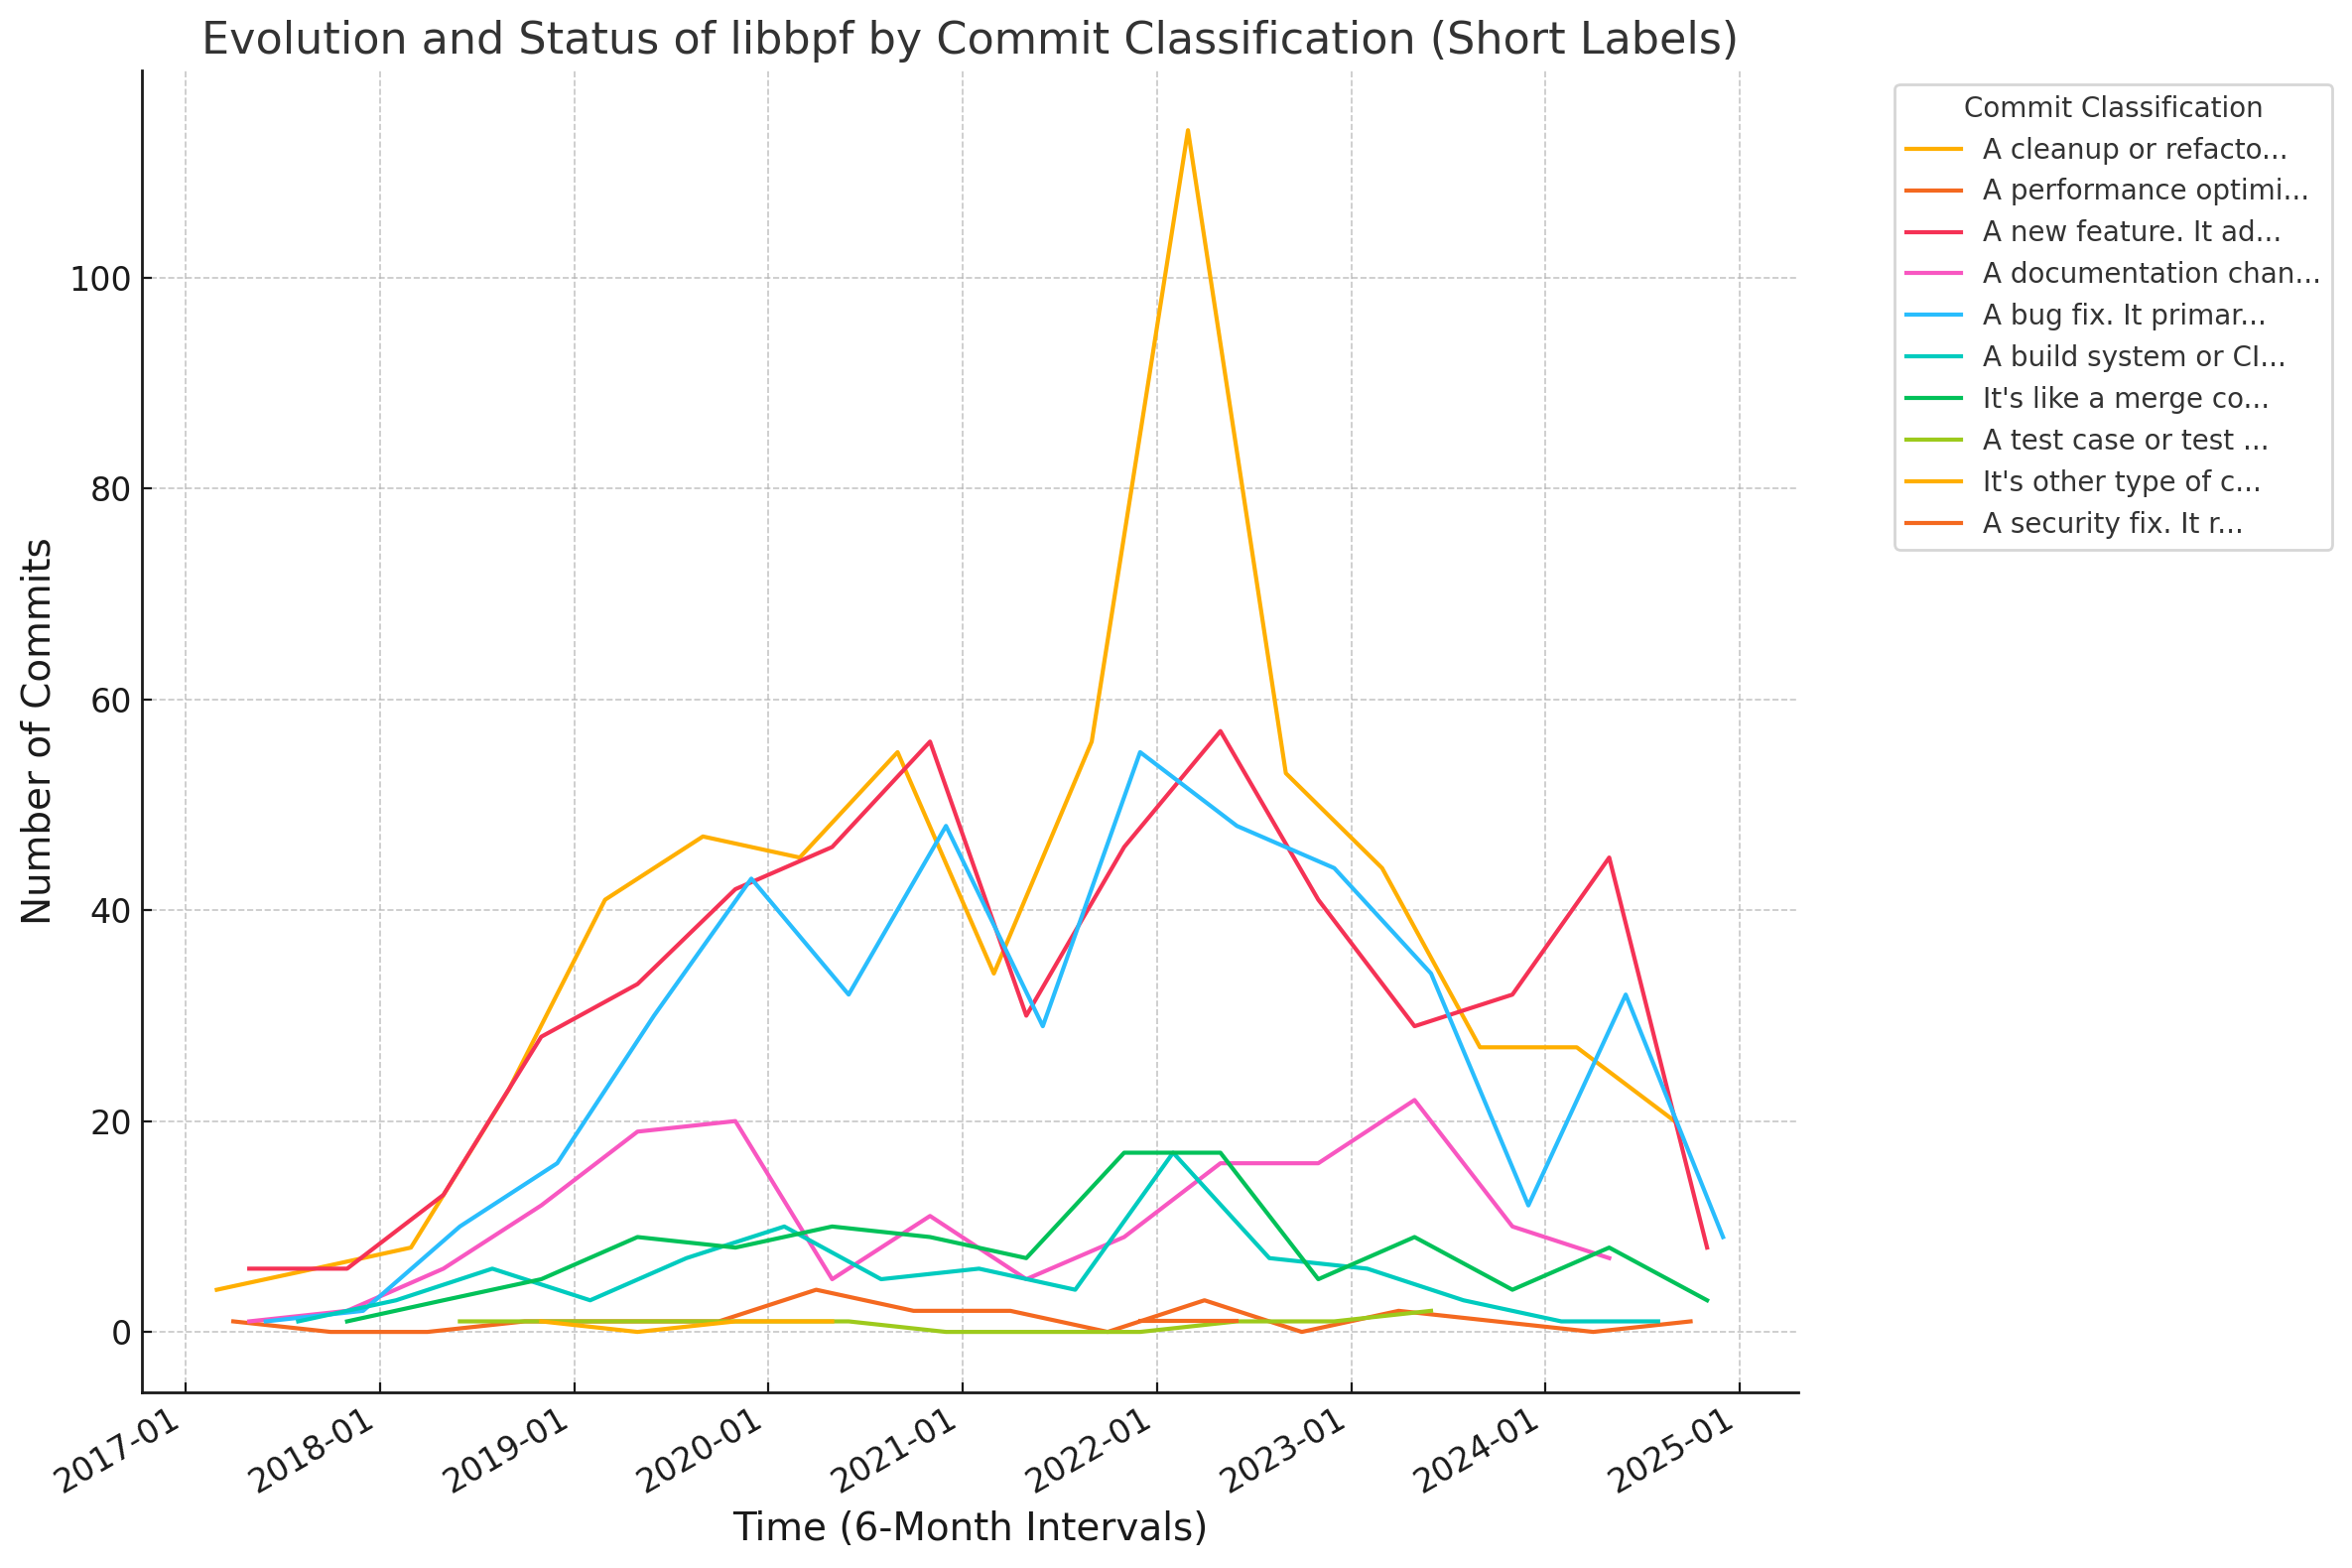 Evolution and Status of libbpf by Commit Classification (Short Labels)
Commit Classification
A cleanup or refacto...
A performance optimi...
A new feature. It ad...
A documentation chan...
A bug fix. It primar...
A build system or CI...
It's like a merge co...
A test case or test ...
It's other type of c...
A security fix. It r...
Number of Commits
100
80
60
40
20
0
2017-01
2018-01
2019-01
2020-01
2021-01
2022-01
2023-01
2024-01
2025-01
Time (6-Month Intervals)